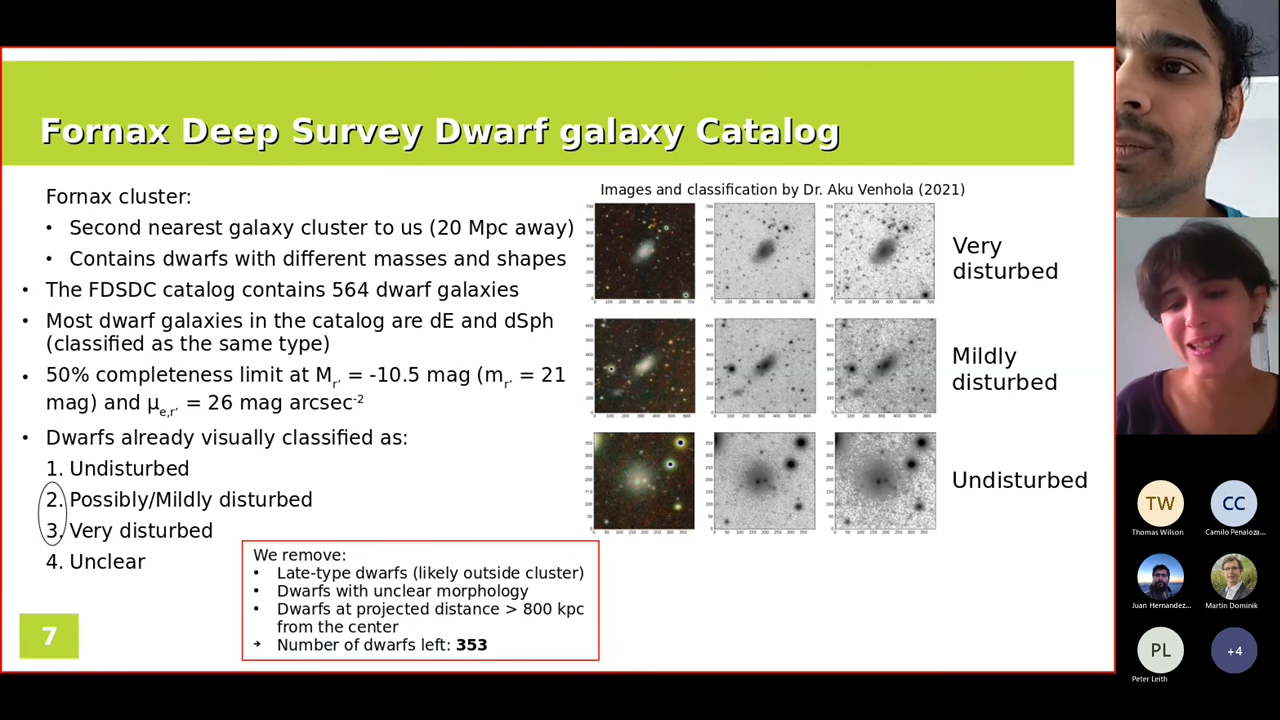 Fornax Deep Survey Dwarf galaxy Catalog
Fornax cluster:
• Second nearest galaxy cluster to us (20 Mpc away)
• Contains dwarfs with different masses and shapes
• The FDSDC catalog contains 564 dwarf galaxies
• Most dwarf galaxies in the catalog are dE and dSph
(classified as the same type)
• 50% completeness limit at Mr' = -10.5 mag (mr' = 21
mag) and μe,r' = 26 mag arcsec-2
• Dwarfs already visually classified as:
1. Undisturbed
2. Possibly/Mildly disturbed
3. Very disturbed
4. Unclear
We remove:
• Late-type dwarfs (likely outside cluster)
• Dwarfs with unclear morphology
• Dwarfs at projected distance > 800 kpc
from the center
➔ Number of dwarfs left: 353
7
Images and classification by Dr. Aku Venhola (2021)
Very
disturbed
Mildly
disturbed
Undisturbed
TW
Thomas Wilson
CC
Camilo Penaloza...
Juan Hernandez...
Martin Dominik
PL
Peter Leith
+4